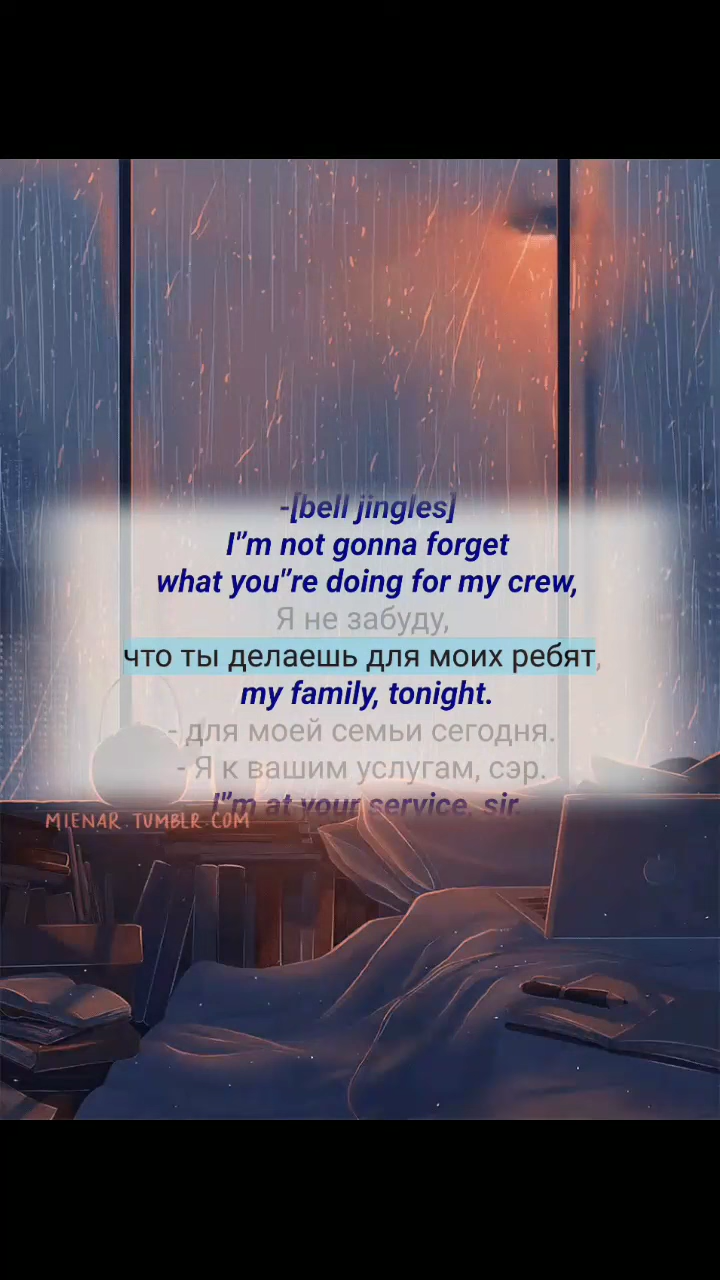 -[bell jingles]
I"m not gonna forget
what you"re doing for my crew,
Я не забуду,
что ты делаешь для моих ребят,
my family, tonight.
- для моей семьи сегодня.
- Я к вашим услугам, сэр.
I"m at your service, sir.
MIENAR.TUMBLR.COM